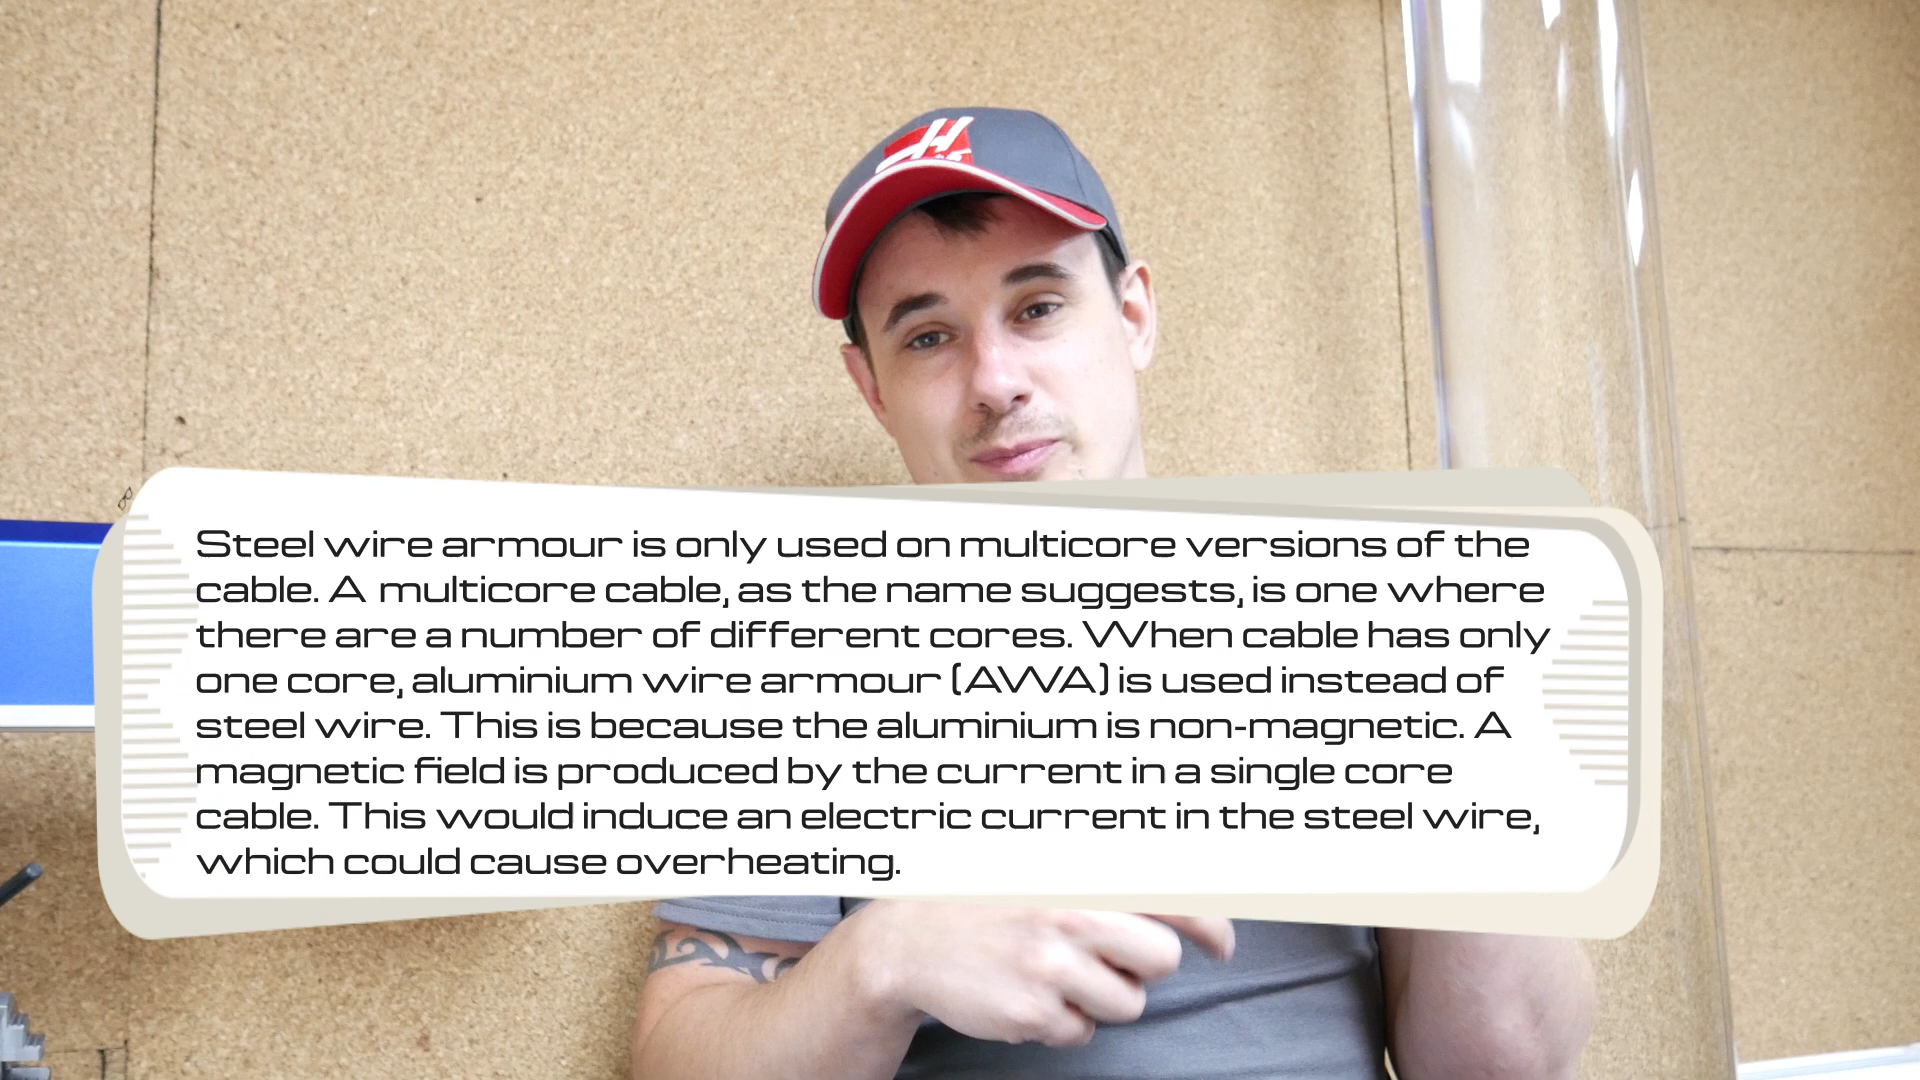 H
Steel wire armour is only used on multicore versions of the
cable. A multicore cable, as the name suggests, is one where
there are a number of different cores. When cable has only
one core, aluminium wire armour (AWA) is used instead of
steel wire. This is because the aluminium is non-magnetic. A
magnetic field is produced by the current in a single core
cable. This would induce an electric current in the steel wire,
which could cause overheating.